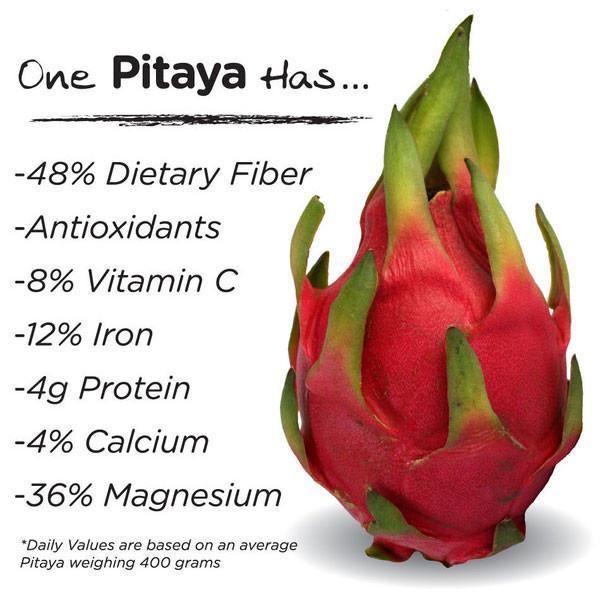 One Pitaya Has...
-48% Dietary Fiber
-Antioxidants
-8% Vitamin C
-12% Iron
-4g Protein
-4% Calcium
-36% Magnesium
*Daily Values are based on an average
Pitaya weighing 400 grams